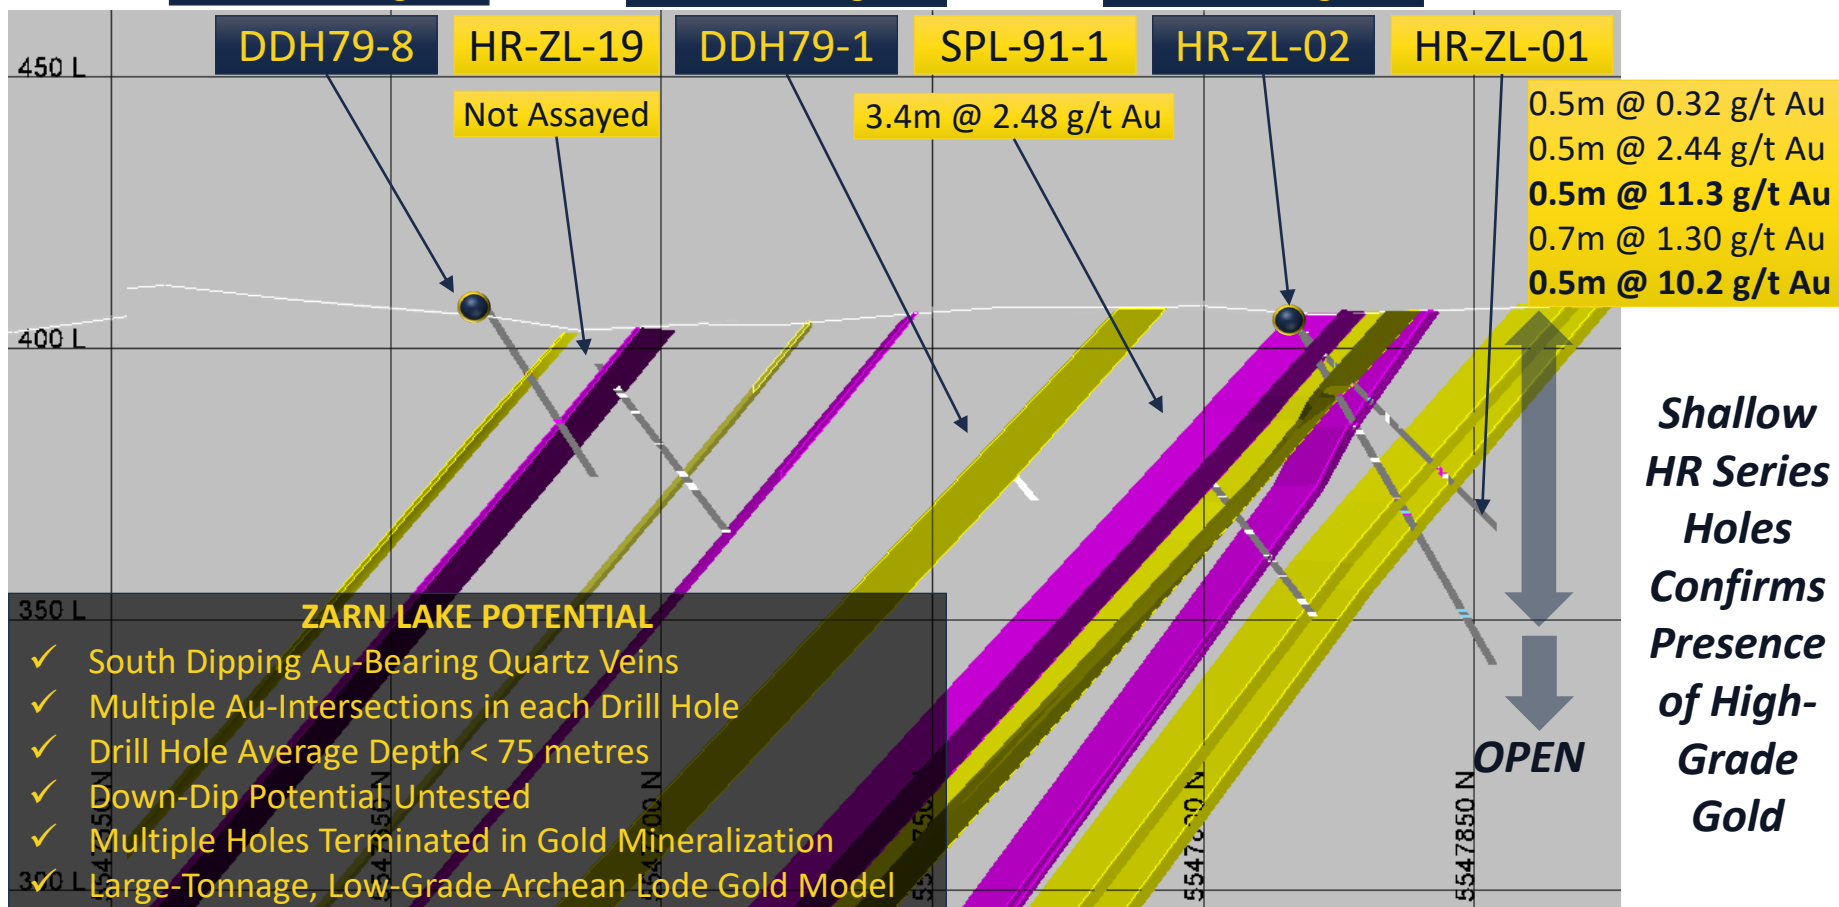 DDH79-8
HR-ZL-19
DDH79-1
SPL-91-1
HR-ZL-02
HR-ZL-01
450 L
Not Assayed
3.4m @ 2.48 g/t Au
0.5m @ 0.32 g/t Au
0.5m @ 2.44 g/t Au
0.5m @ 11.3 g/t Au
0.7m @ 1.30 g/t Au
0.5m @ 10.2 g/t Au
400 L
Shallow
HR Series
Holes
Confirms
Presence
of High-
Grade
Gold
350 L
ZARN LAKE POTENTIAL
✓ South Dipping Au-Bearing Quartz Veins
✓ Multiple Au-Intersections in each Drill Hole
✓ Drill Hole Average Depth < 75 metres
✓ Down-Dip Potential Untested
✓ Multiple Holes Terminated in Gold Mineralization
✓ Large-Tonnage, Low-Grade Archean Lode Gold Model
OPEN
300 L
5547800 N
5547850 N